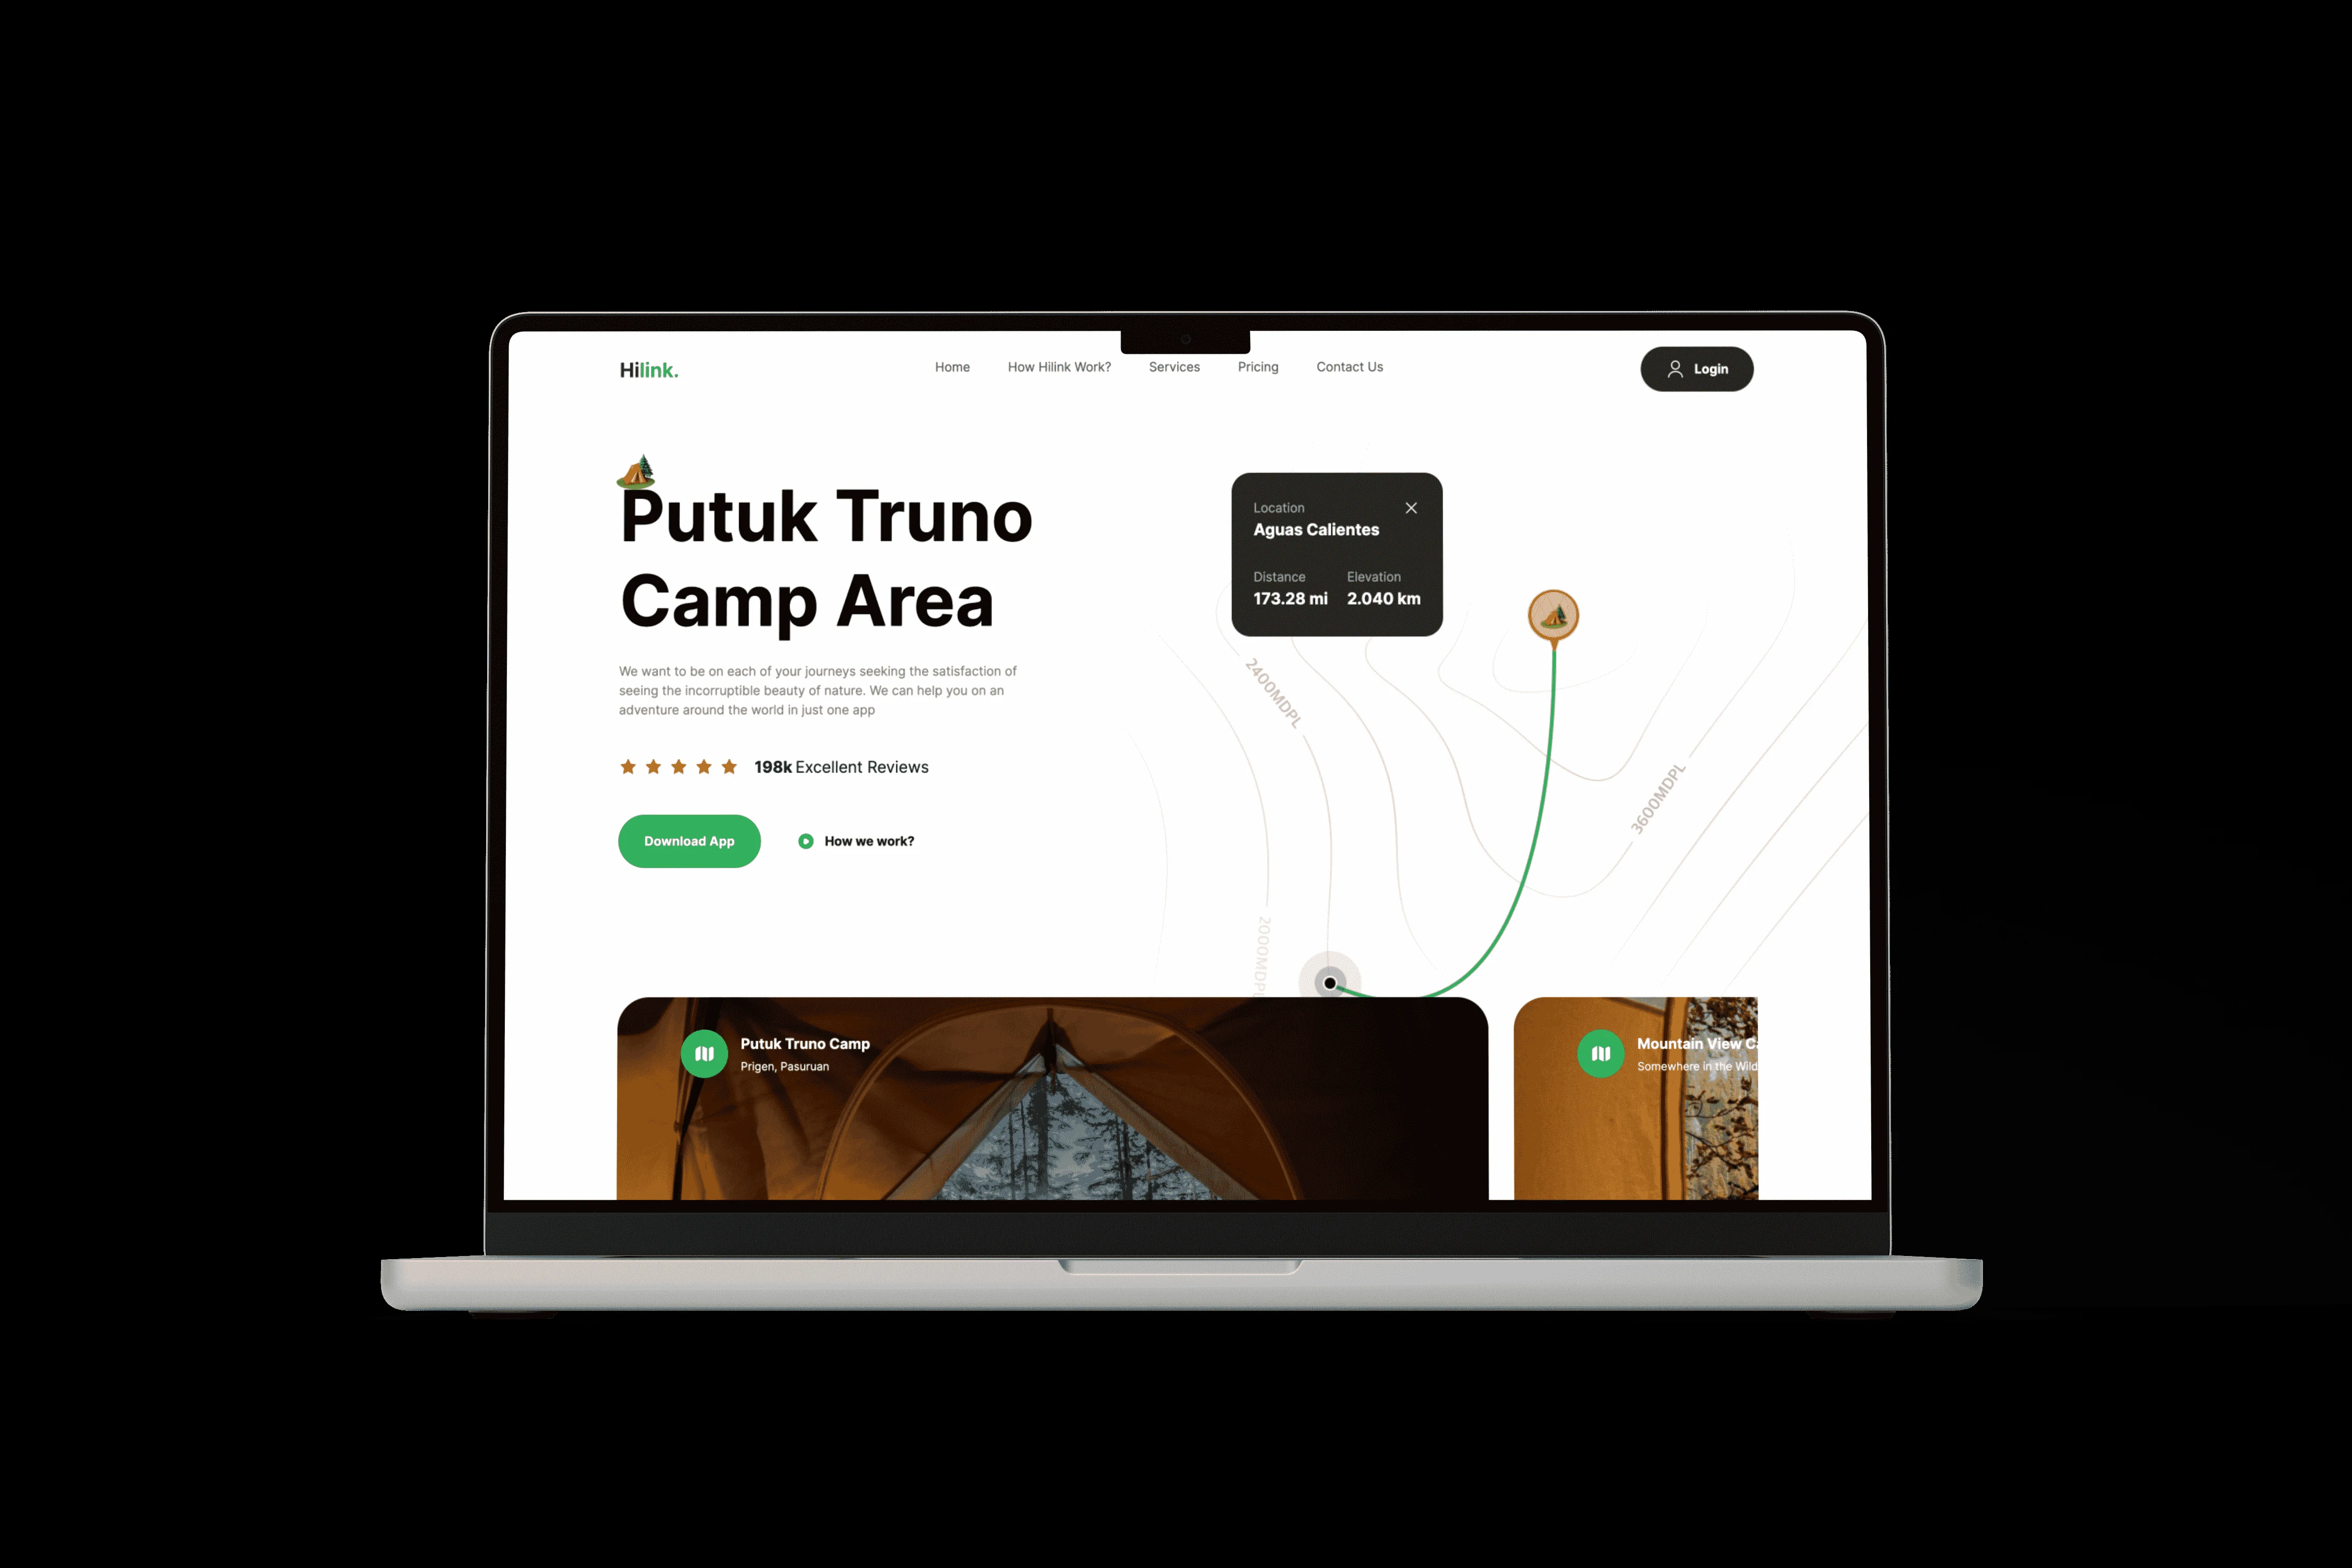 Hilink.
Home
How Hilink Work?
Services
Pricing
Contact Us
Login
Putuk Truno
Camp Area
We want to be on each of your journeys seeking the satisfaction of
seeing the incorruptible beauty of nature. We can help you on an
adventure around the world in just one app
198k Excellent Reviews
Download App
How we work?
Location
Aguas Calientes
Distance
173.28 mi
Elevation
2.040 km
2400MDPL
3600MDPL
2000MDPL
Putuk Truno Camp
Prigen, Pasuruan
Mountain View
Somewhere in the Wild